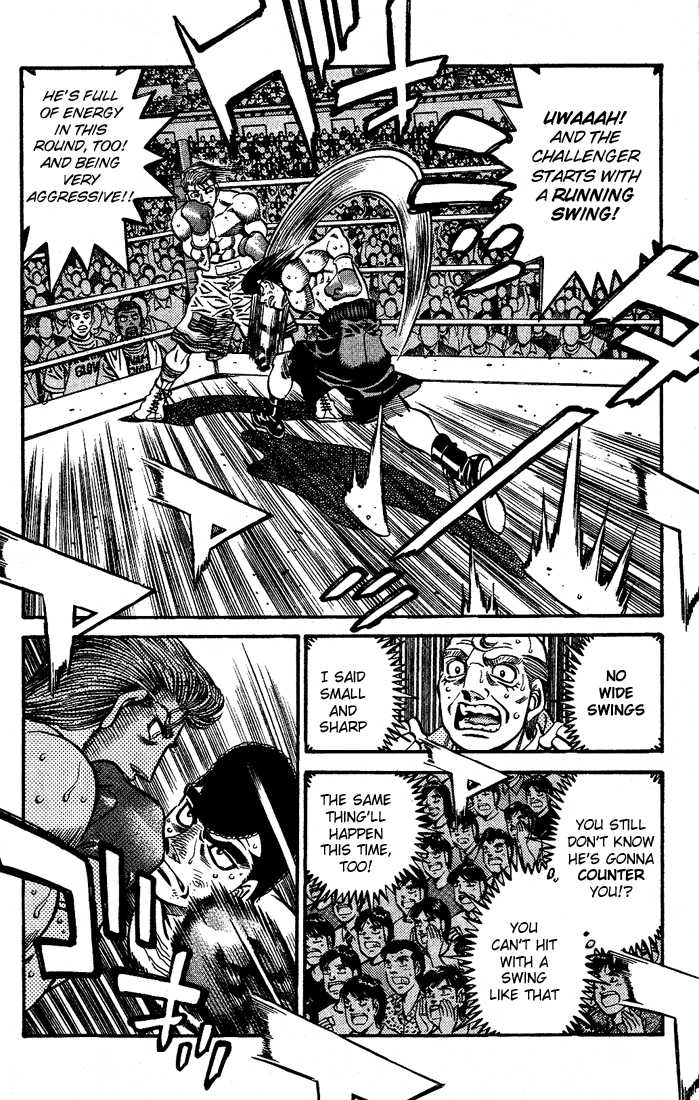 UWAAAH!
AND THE
CHALLENGER
STARTS WITH
A RUNNING
SWING!
HE'S FULL
OF ENERGY
IN THIS
ROUND, TOO!
AND BEING
VERY
AGGRESSIVE!!
GLOV
NO
WIDE
SWINGS
I SAID
SMALL
AND
SHARP
YOU STILL
DON'T KNOW
HE'S GONNA
COUNTER
YOU!?
THE SAME
THING'LL
HAPPEN
THIS TIME,
TOO!
YOU
CAN'T HIT
WITH A
SWING
LIKE THAT